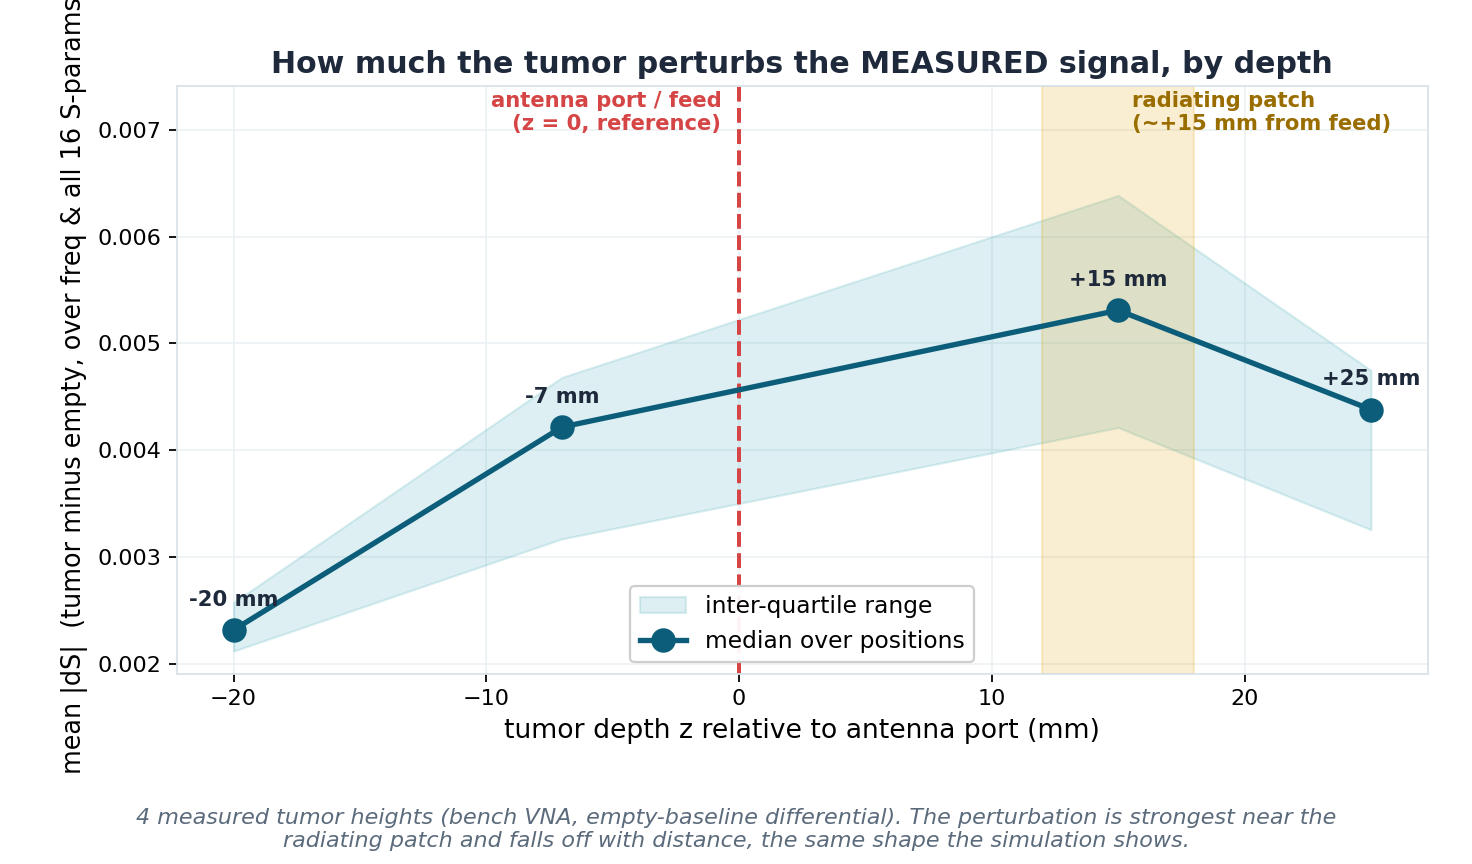 How much the tumor perturbs the MEASURED signal, by depth
mean |dS|  (tumor minus empty, over freq & all 16 S-params
antenna port / feed
(z = 0, reference)
radiating patch
(~+15 mm from feed)
0.007
0.006
0.005
0.004
0.003
0.002
-20 mm
-7 mm
+15 mm
+25 mm
inter-quartile range
median over positions
−20
−10
0
10
20
tumor depth z relative to antenna port (mm)
4 measured tumor heights (bench VNA, empty-baseline differential). The perturbation is strongest near the
radiating patch and falls off with distance, the same shape the simulation shows.